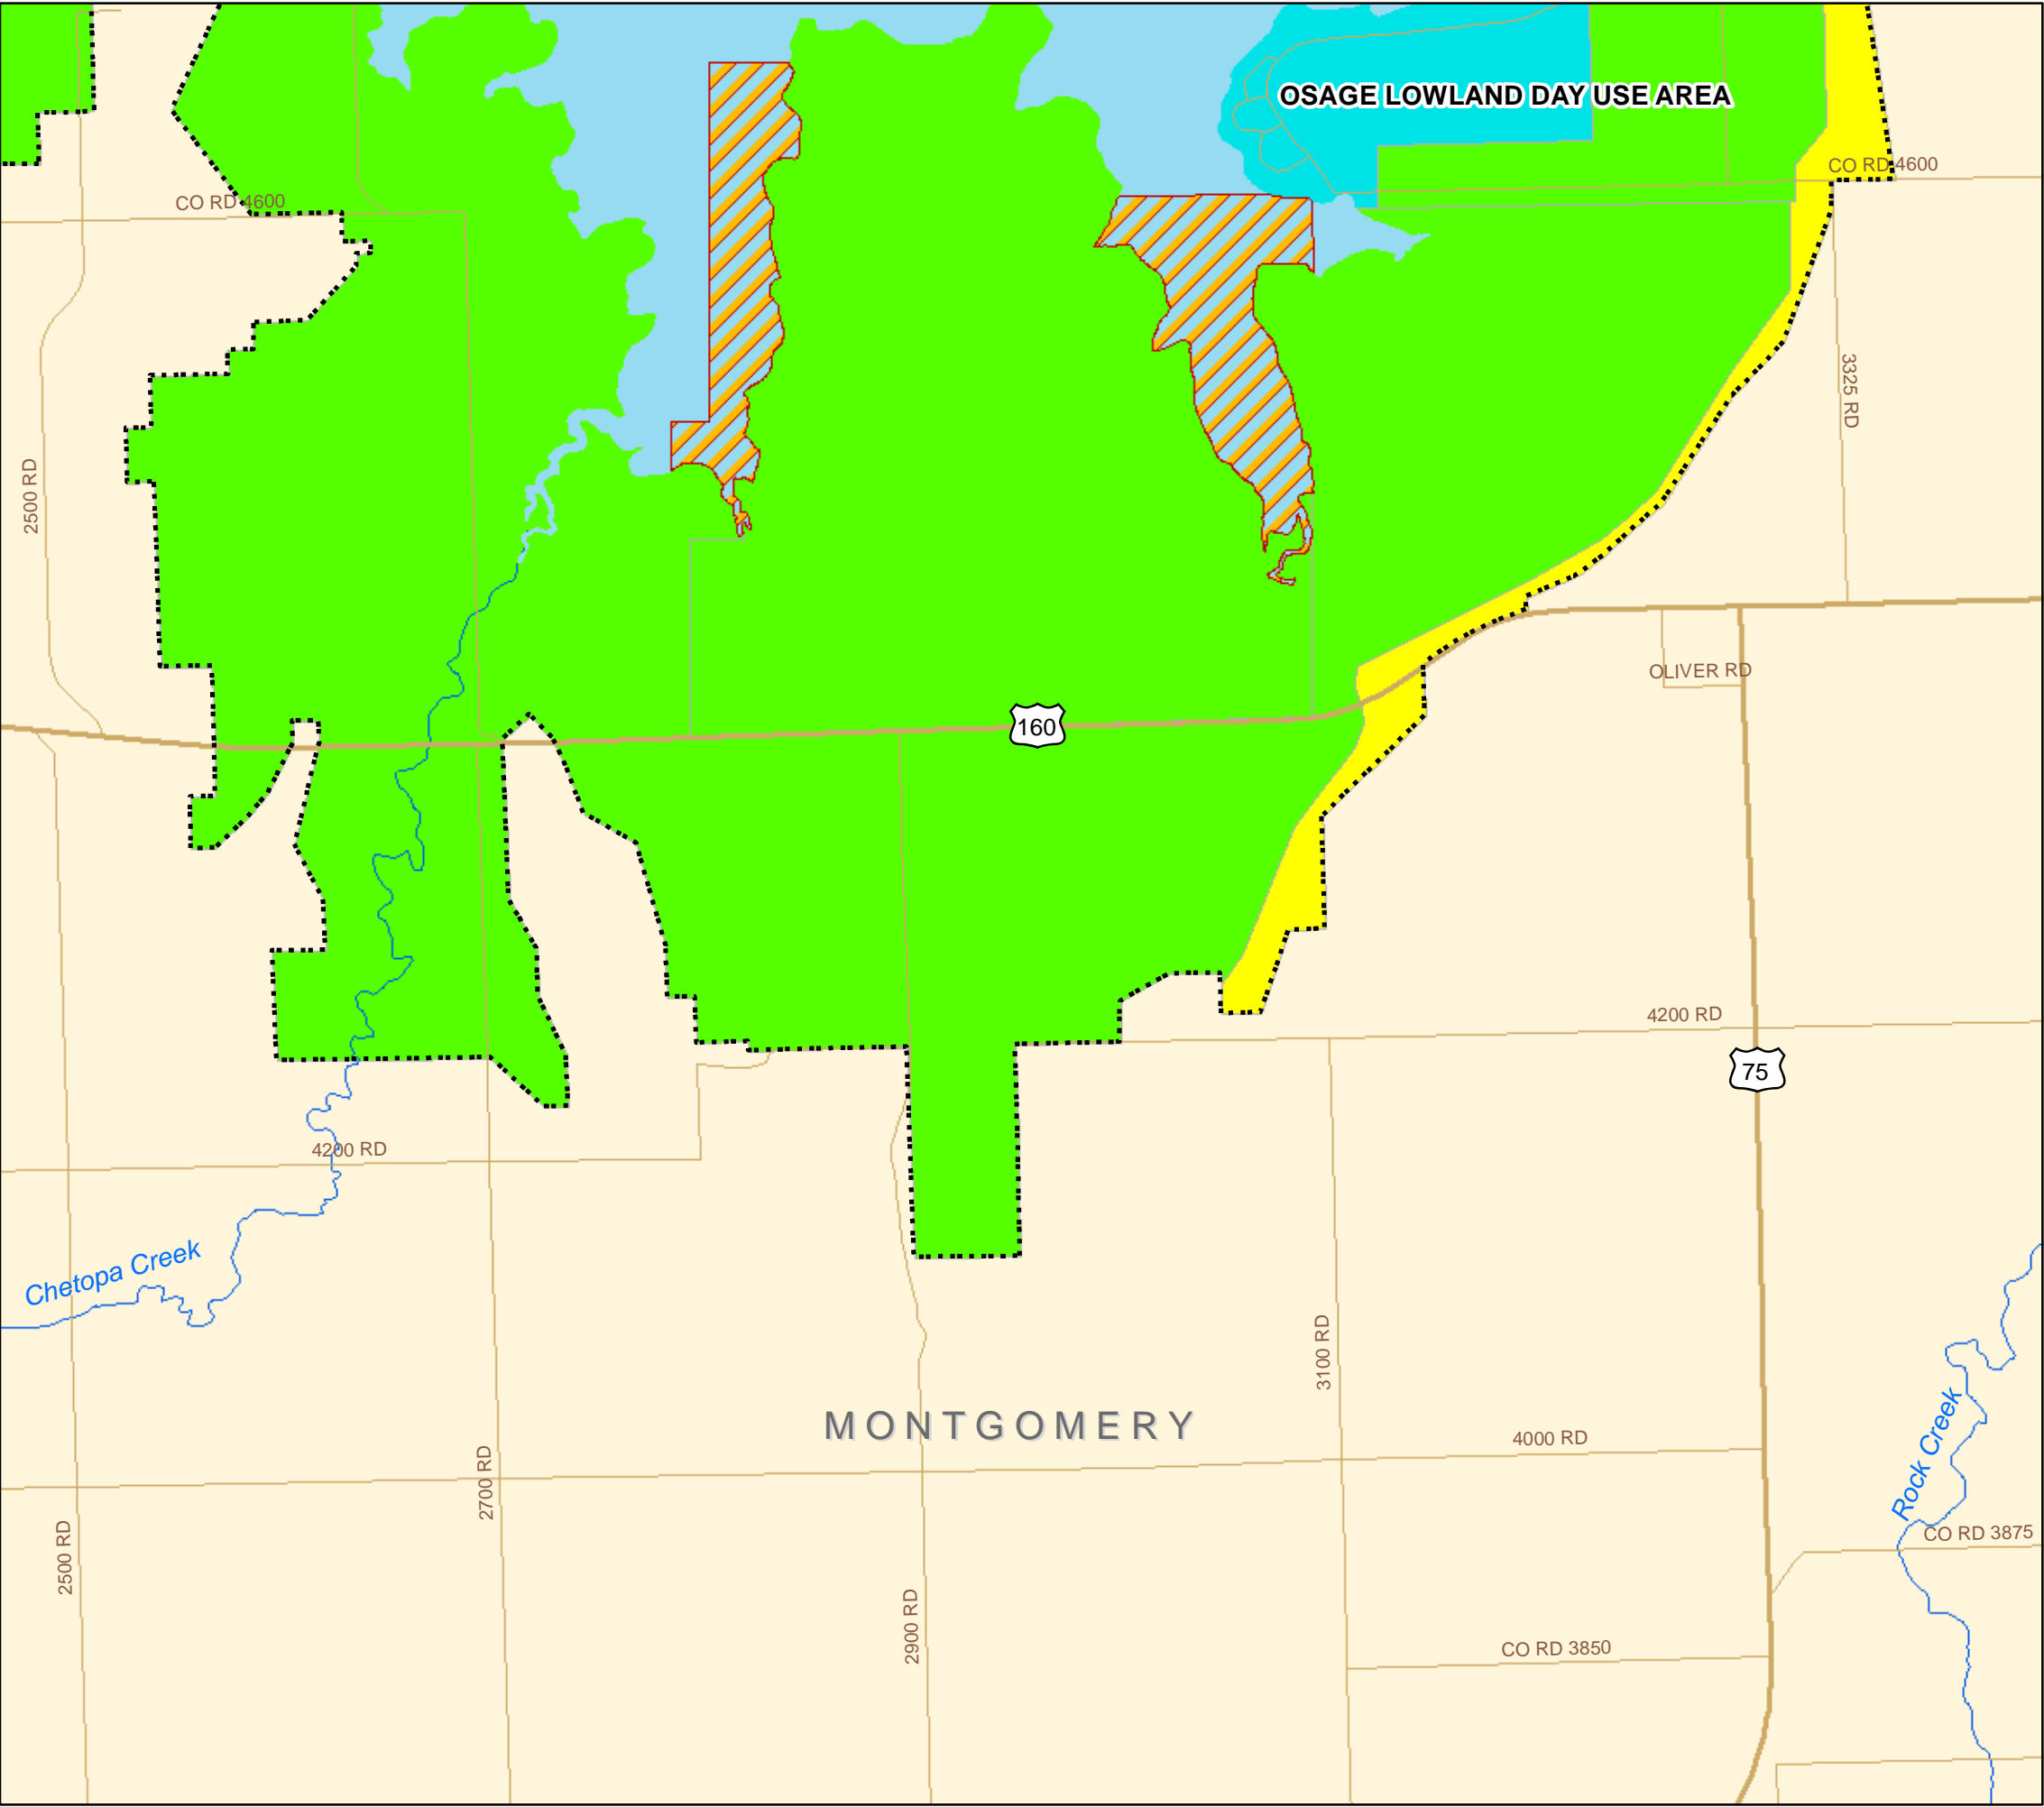 OSAGE LOWLAND DAY USE AREA
CO RD 4600
CO RD 4600
3325 RD
2500 RD
OLIVER RD
160
4200 RD
75
4200 RD
Chetopa Creek
3100 RD
MONTGOMERY
4000 RD
Rock Creek
2700 RD
CO RD 3875
2500 RD
2900 RD
CO RD 3850